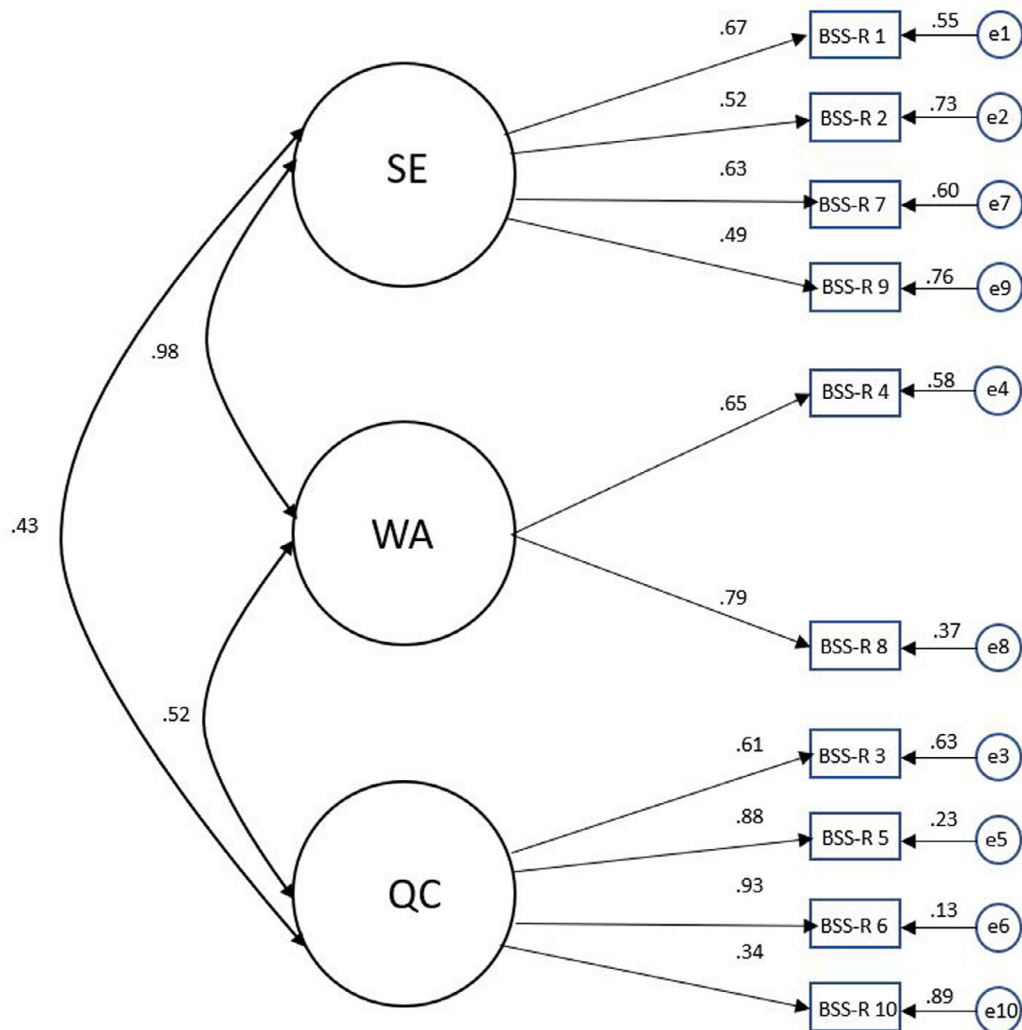 .67
BSS-R 1
.55
e1
.52
BSS-R 2
.73
e2
SE
.63
BSS-R 7
.60
e7
.49
BSS-R 9
.76
e9
.98
.65
BSS-R 4
.58
e4
.43
WA
.79
BSS-R 8
.37
e8
.52
.61
BSS-R 3
.63
e3
.88
BSS-R 5
.23
e5
QC
.93
BSS-R 6
.13
e6
.34
BSS-R 10
.89
e10